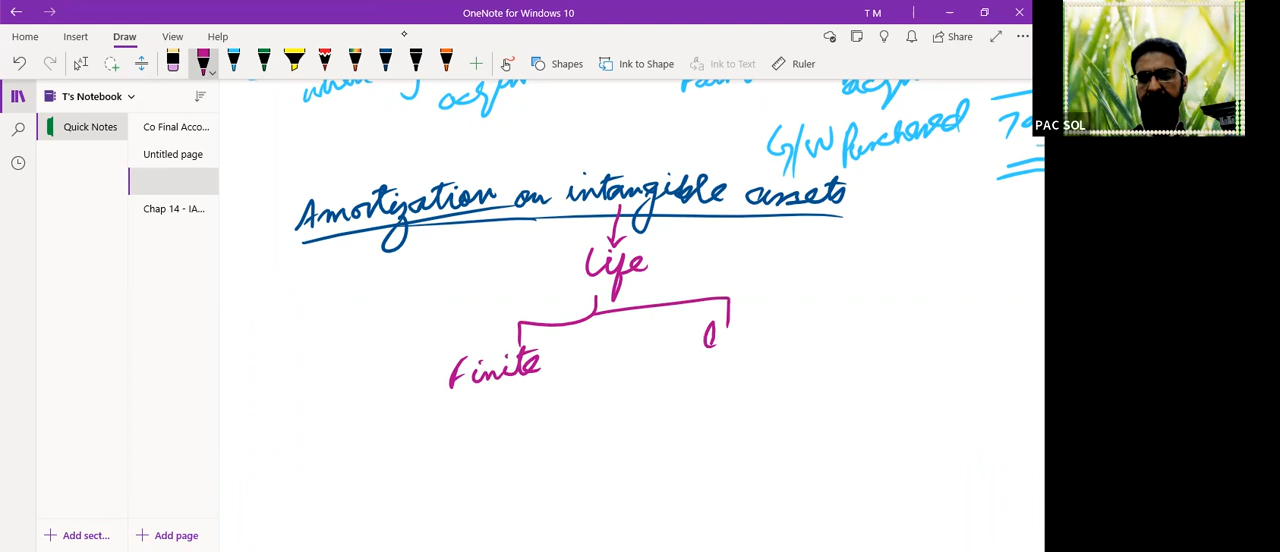 OneNote for Windows 10
T M
Home
Insert
Draw
View
Help
Share
Shapes
Ink to Shape
Ink to Text
Ruler
T's Notebook
Quick Notes
Co Final Acco...
Untitled page
Chap 14 - IA...
Add sect...
Add page
PAC SOL
G/W Purchased
Amortization on intangible assets
Life
Finite